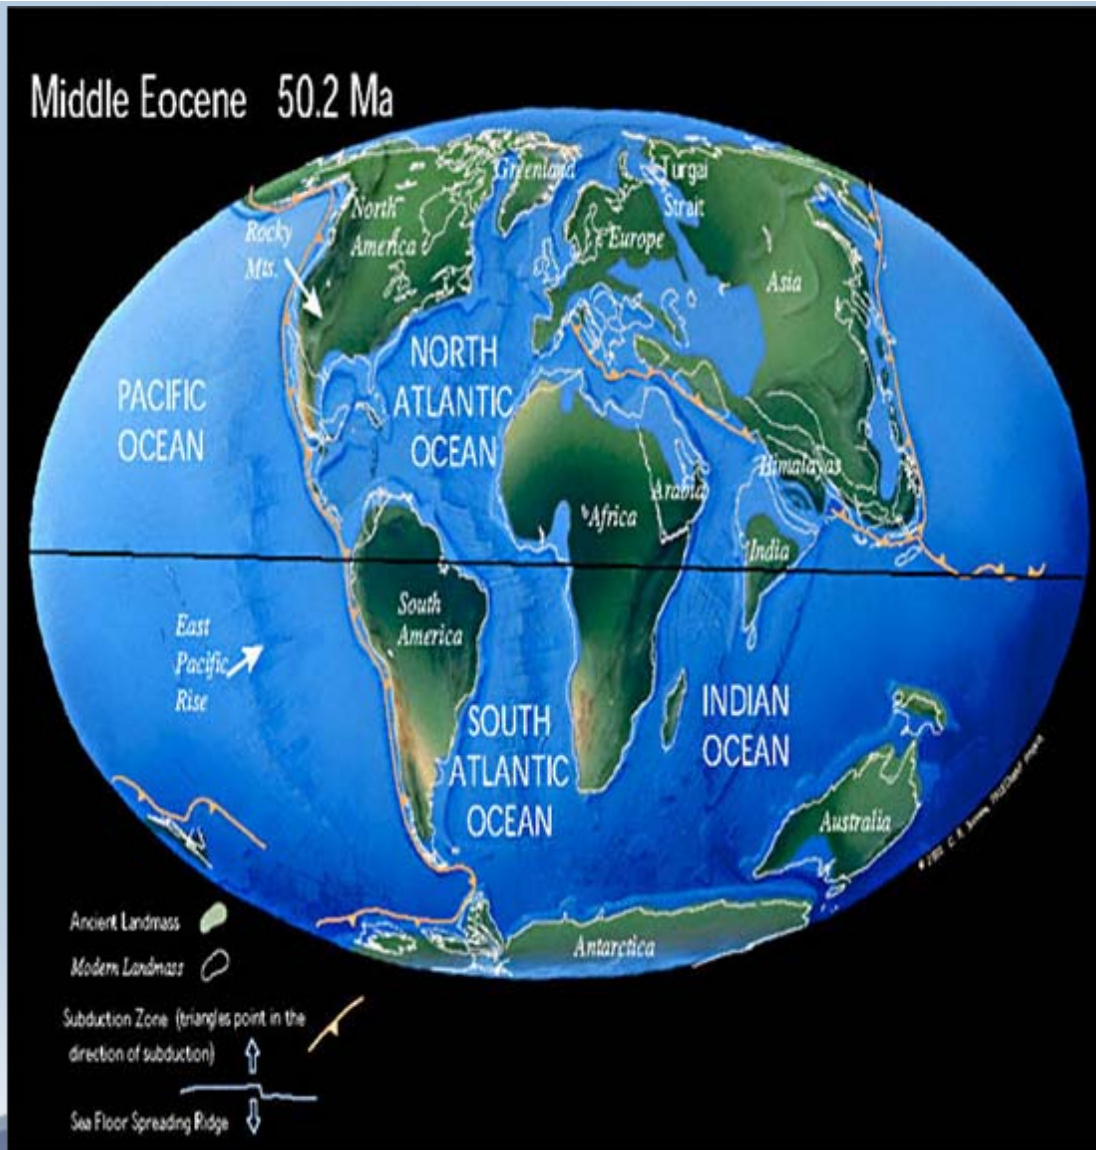 Middle Eocene 50.2 Ma
Greenland
Turgai
Strait
North
America
Rocky
Mts.
Europe
Asia
NORTH
ATLANTIC
OCEAN
PACIFIC
OCEAN
Himalayas
Arabia
Africa
India
South
America
East
Pacific
Rise
SOUTH
ATLANTIC
OCEAN
INDIAN
OCEAN
Australia
Antarctica
Ancient Landmass
Modern Landmass
Subduction Zone (triangles point in the
direction of subduction)
Sea Floor Spreading Ridge